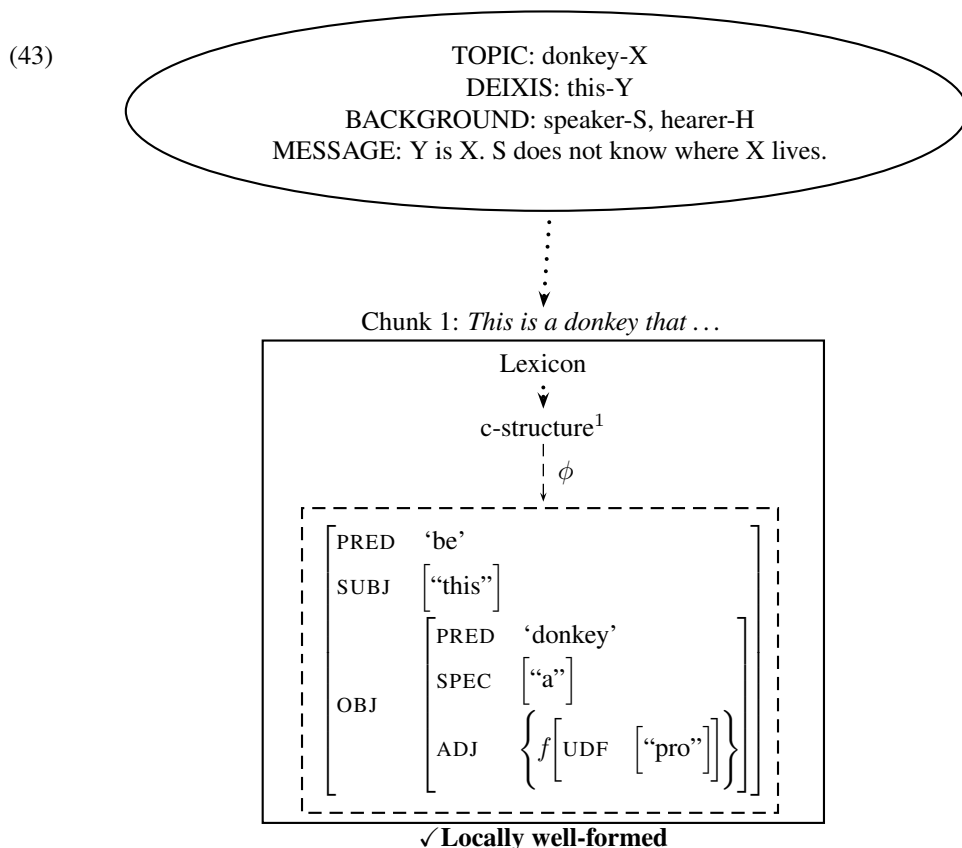 (43)
TOPIC: donkey-X
DEIXIS: this-Y
BACKGROUND: speaker-S, hearer-H
MESSAGE: Y is X. S does not know where X lives.
Chunk 1: This is a donkey that . . .
Lexicon
c-structure¹
ϕ
PRED ‘be’
SUBJ [“this”]
PRED ‘donkey’
SPEC [“a”]
OBJ
ADJ {f[UDF [“pro”]]}
✓Locally well-formed